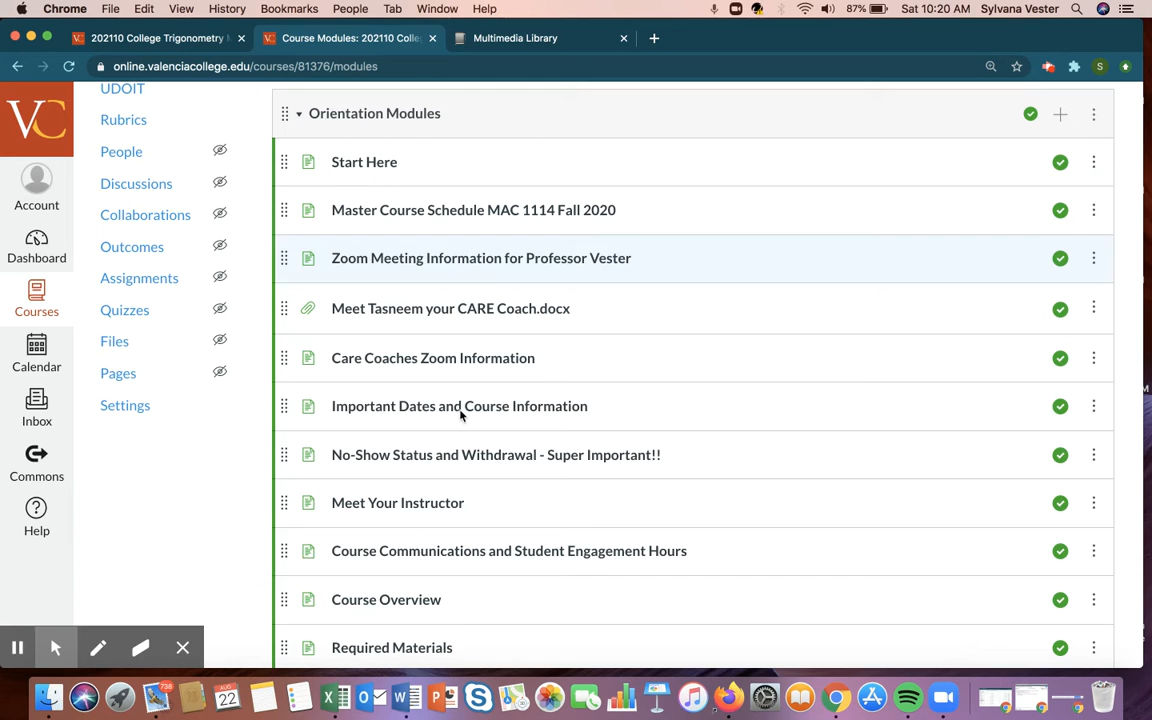 Chrome File Edit View History Bookmarks People Tab Window Help 87% Sat 10:20 AM Sylvana Vester
202110 College Trigonometry Course Modules: 202110 Colle Multimedia Library
online.valenciacollege.edu/courses/81376/modules
VC
Account
Dashboard
Courses
Calendar
Inbox
Commons
Help
UDOIT
Rubrics
People
Discussions
Collaborations
Outcomes
Assignments
Quizzes
Files
Pages
Settings
Orientation Modules
Start Here
Master Course Schedule MAC 1114 Fall 2020
Zoom Meeting Information for Professor Vester
Meet Tasneem your CARE Coach.docx
Care Coaches Zoom Information
Important Dates and Course Information
No-Show Status and Withdrawal - Super Important!!
Meet Your Instructor
Course Communications and Student Engagement Hours
Course Overview
Required Materials
S
738
AUG
22